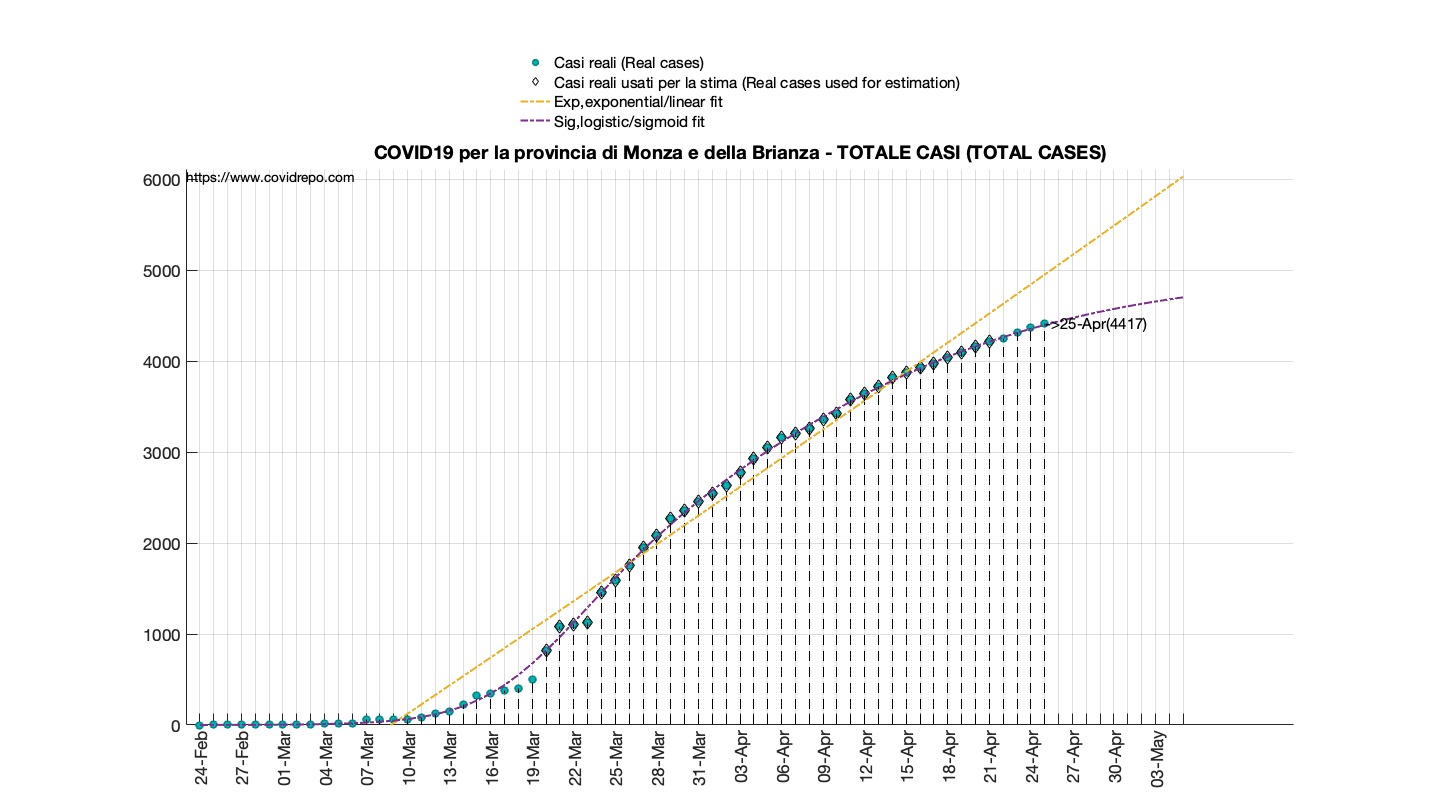 Casi reali (Real cases)
Casi reali usati per la stima (Real cases used for estimation)
Exp,exponential/linear fit
Sig,logistic/sigmoid fit
COVID19 per la provincia di Monza e della Brianza - TOTALE CASI (TOTAL CASES)
https://www.covidrepo.com
6000
5000
4000
3000
2000
1000
0
>25-Apr(4417)
24-Feb
27-Feb
01-Mar
04-Mar
07-Mar
10-Mar
13-Mar
16-Mar
19-Mar
22-Mar
25-Mar
28-Mar
31-Mar
03-Apr
06-Apr
09-Apr
12-Apr
15-Apr
18-Apr
21-Apr
24-Apr
27-Apr
30-Apr
03-May